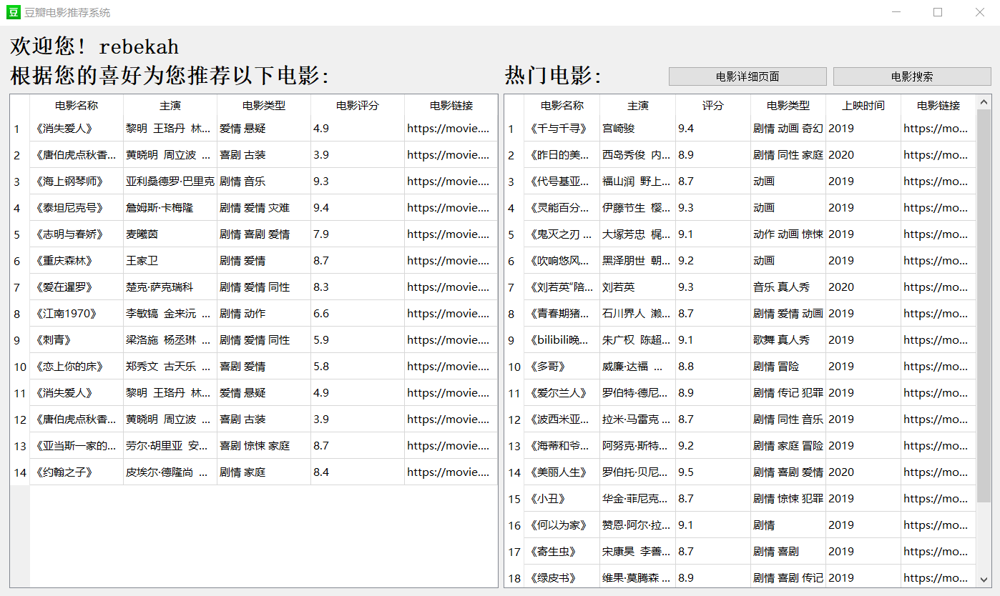 豆 豆瓣电影推荐系统
欢迎您！rebekah
根据您的喜好为您推荐以下电影：
电影名称 主演 电影类型 电影评分 电影链接
1 《消失爱人》 黎明 王珞丹 林... 爱情 悬疑 4.9 https://movie....
2 《唐伯虎点秋香... 黄晓明 周立波 ... 喜剧 古装 3.9 https://movie....
3 《海上钢琴师》 亚利桑德罗·巴里克 剧情 音乐 9.3 https://movie....
4 《泰坦尼克号》 詹姆斯·卡梅隆 剧情 爱情 灾难 9.4 https://movie....
5 《志明与春娇》 麦曦茵 剧情 喜剧 爱情 7.9 https://movie....
6 《重庆森林》 王家卫 剧情 爱情 8.7 https://movie....
7 《爱在暹罗》 楚克·萨克瑞科 剧情 爱情 同性 8.3 https://movie....
8 《江南1970》 李敏镐 金来沅 ... 剧情 动作 6.6 https://movie....
9 《刺青》 梁洛施 杨丞琳 ... 剧情 爱情 同性 5.9 https://movie....
10 《恋上你的床》 郑秀文 古天乐 ... 喜剧 爱情 5.8 https://movie....
11 《消失爱人》 黎明 王珞丹 林... 爱情 悬疑 4.9 https://movie....
12 《唐伯虎点秋香... 黄晓明 周立波 ... 喜剧 古装 3.9 https://movie....
13 《亚当斯一家的... 劳尔·胡里亚 安... 喜剧 惊悚 家庭 8.7 https://movie....
14 《约翰之子》 皮埃尔·德隆尚 ... 剧情 家庭 8.4 https://movie....
热门电影：
电影详细页面
电影搜索
电影名称 主演 评分 电影类型 上映时间 电影链接
1 《千与千寻》 宫崎骏 9.4 剧情 动画 奇幻 2019 https://mo...
2 《昨日的美... 西岛秀俊 内... 8.9 剧情 同性 家庭 2020 https://mo...
3 《代号基亚... 福山润 野上... 8.7 动画 2019 https://mo...
4 《灵能百分... 伊藤节生 樱... 9.3 动画 2019 https://mo...
5 《鬼灭之刃 ... 大塚芳忠 梶... 9.1 动作 动画 惊悚 2019 https://mo...
6 《吹响悠风... 黑泽朋世 朝... 9.2 动画 2019 https://mo...
7 《刘若英“陪... 刘若英 9.3 音乐 真人秀 2020 https://mo...
8 《青春期猪... 石川界人 濑... 8.7 剧情 爱情 动画 2019 https://mo...
9 《bilibili晚... 朱广权 陈超... 9.1 歌舞 真人秀 2019 https://mo...
10 《多哥》 威廉·达福 ... 8.8 剧情 冒险 2019 https://mo...
11 《爱尔兰人》 罗伯特·德尼... 8.9 剧情 传记 犯罪 2019 https://mo...
12 《波西米亚... 拉米·马雷克 ... 8.7 剧情 同性 音乐 2019 https://mo...
13 《海蒂和爷... 阿努克·斯特... 9.2 剧情 家庭 冒险 2019 https://mo...
14 《美丽人生》 罗伯托·贝尼... 9.5 剧情 喜剧 爱情 2020 https://mo...
15 《小丑》 华金·菲尼克... 8.7 剧情 惊悚 犯罪 2019 https://mo...
16 《何以为家》 赞恩·阿尔·拉... 9.1 剧情 2019 https://mo...
17 《寄生虫》 宋康昊 李善... 8.7 剧情 喜剧 2019 https://mo...
18 《绿皮书》 维果·莫腾森 ... 8.9 剧情 喜剧 传记 2019 https://mo...